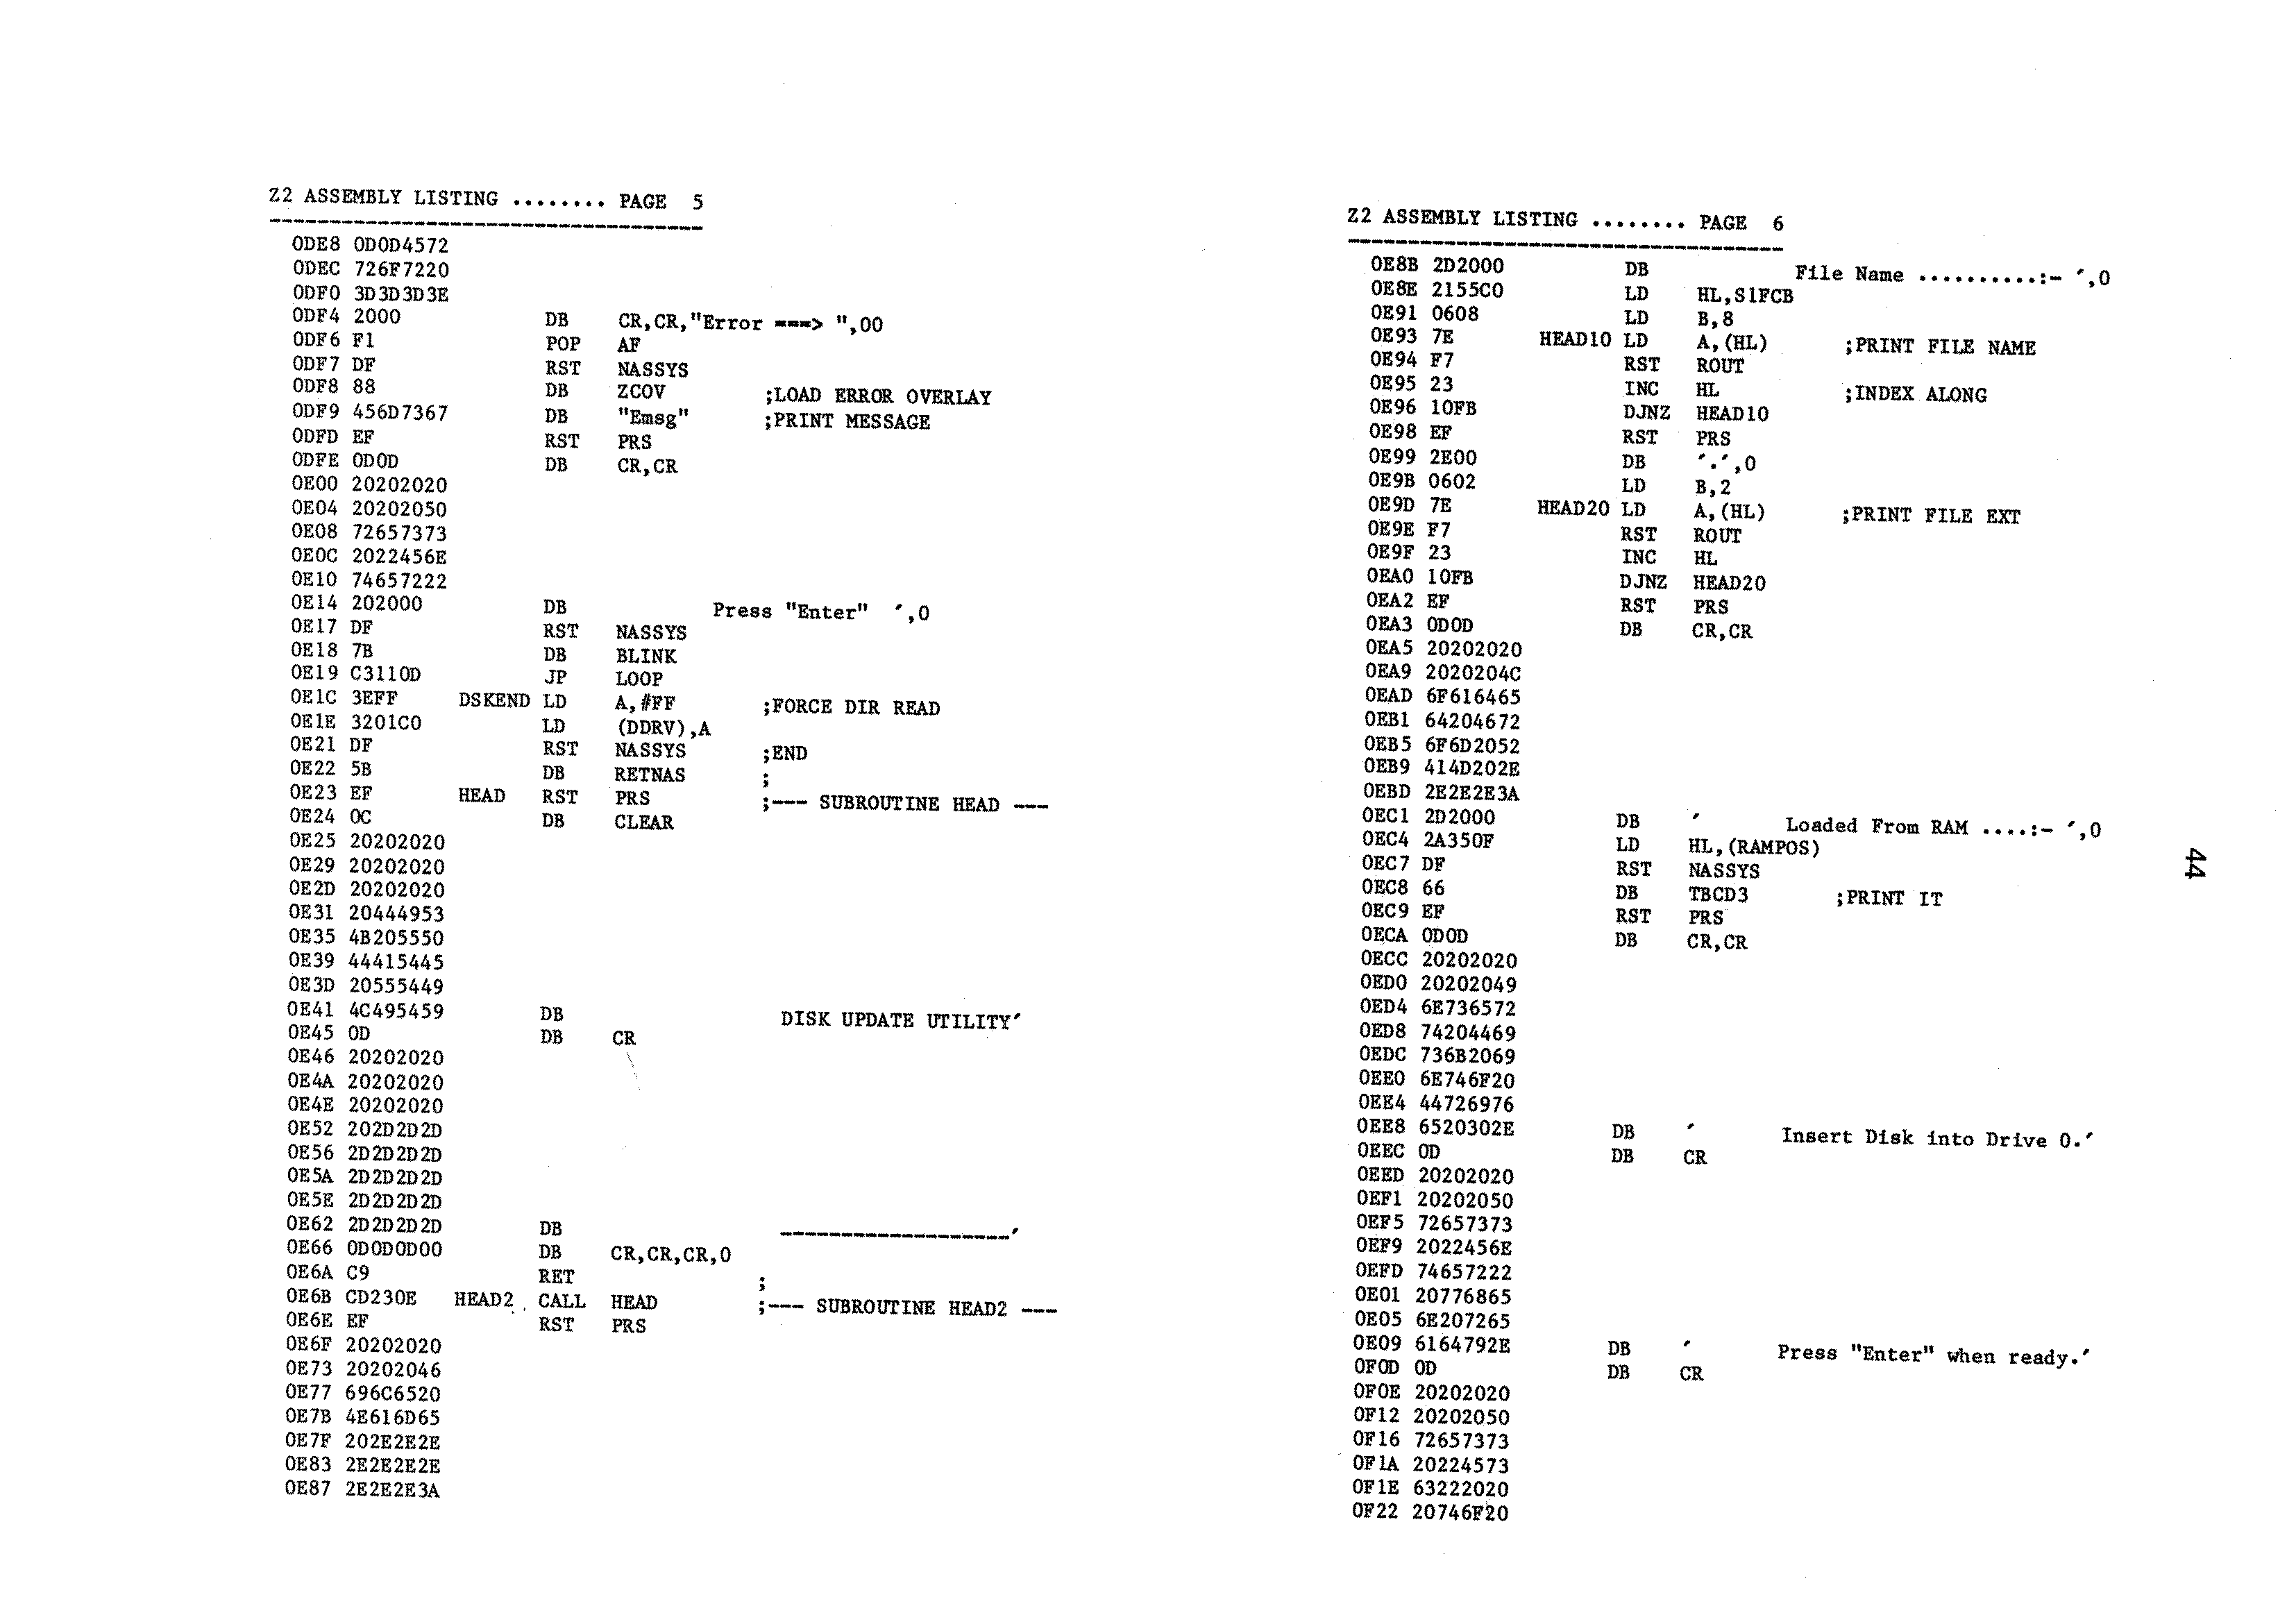 Z2 ASSEMBLY LISTING ........ PAGE 5
------------------------------------
0DE8 0D0D4572
0DEC 726F7220
0DF0 3D3D3D3E
0DF4 2000 DB CR,CR,"Error ===> ",00
0DF6 F1 POP AF
0DF7 DF RST NASSYS
0DF8 88 DB ZCOV ;LOAD ERROR OVERLAY
0DF9 456D7367 DB "Emsg" ;PRINT MESSAGE
0DFD EF RST PRS
0DFE 0D0D DB CR,CR
0E00 20202020
0E04 20202050
0E08 72657373
0E0C 2022456E
0E10 74657222
0E14 202000 DB Press "Enter" ',0
0E17 DF RST NASSYS
0E18 7B DB BLINK
0E19 C3110D JP LOOP
0E1C 3EFF DSKEND LD A,#FF ;FORCE DIR READ
0E1E 3201C0 LD (DDRV),A
0E21 DF RST NASSYS ;END
0E22 5B DB RETNAS ;
0E23 EF HEAD RST PRS ;--- SUBROUTINE HEAD ---
0E24 0C DB CLEAR
0E25 20202020
0E29 20202020
0E2D 20202020
0E31 20444953
0E35 4B205550
0E39 44415445
0E3D 20555449
0E41 4C495459 DB DISK UPDATE UTILITY'
0E45 0D DB CR
0E46 20202020
0E4A 20202020
0E4E 20202020
0E52 202D2D2D
0E56 2D2D2D2D
0E5A 2D2D2D2D
0E5E 2D2D2D2D
0E62 2D2D2D2D DB -------------------'
0E66 0D0D0D00 DB CR,CR,CR,0
0E6A C9 RET ;
0E6B CD230E HEAD2 CALL HEAD ;--- SUBROUTINE HEAD2 ---
0E6E EF RST PRS
0E6F 20202020
0E73 20202046
0E77 696C6520
0E7B 4E616D65
0E7F 202E2E2E
0E83 2E2E2E2E
0E87 2E2E2E3A
Z2 ASSEMBLY LISTING ........ PAGE 6
------------------------------------
0E8B 2D2000 DB File Name ..........:- ',0
0E8E 2155C0 LD HL,S1FCB
0E91 0608 LD B,8
0E93 7E HEAD10 LD A,(HL) ;PRINT FILE NAME
0E94 F7 RST ROUT
0E95 23 INC HL ;INDEX ALONG
0E96 10FB DJNZ HEAD10
0E98 EF RST PRS
0E99 2E00 DB '.',0
0E9B 0602 LD B,2
0E9D 7E HEAD20 LD A,(HL) ;PRINT FILE EXT
0E9E F7 RST ROUT
0E9F 23 INC HL
0EA0 10FB DJNZ HEAD20
0EA2 EF RST PRS
0EA3 0D0D DB CR,CR
0EA5 20202020
0EA9 2020204C
0EAD 6F616465
0EB1 64204672
0EB5 6F6D2052
0EB9 414D202E
0EBD 2E2E2E3A
0EC1 2D2000 DB ' Loaded From RAM ....:- ',0
0EC4 2A350F LD HL,(RAMPOS)
0EC7 DF RST NASSYS
0EC8 66 DB TBCD3 ;PRINT IT
0EC9 EF RST PRS
0ECA 0D0D DB CR,CR
0ECC 20202020
0ED0 20202049
0ED4 6E736572
0ED8 74204469
0EDC 736B2069
0EE0 6E746F20
0EE4 44726976
0EE8 6520302E DB ' Insert Disk into Drive 0.'
0EEC 0D DB CR
0EED 20202020
0EF1 20202050
0EF5 72657373
0EF9 2022456E
0EFD 74657222
0E01 20776865
0E05 6E207265
0E09 6164792E DB ' Press "Enter" when ready.'
0F0D 0D DB CR
0F0E 20202020
0F12 20202050
0F16 72657373
0F1A 20224573
0F1E 63222020
0F22 20746F20
44